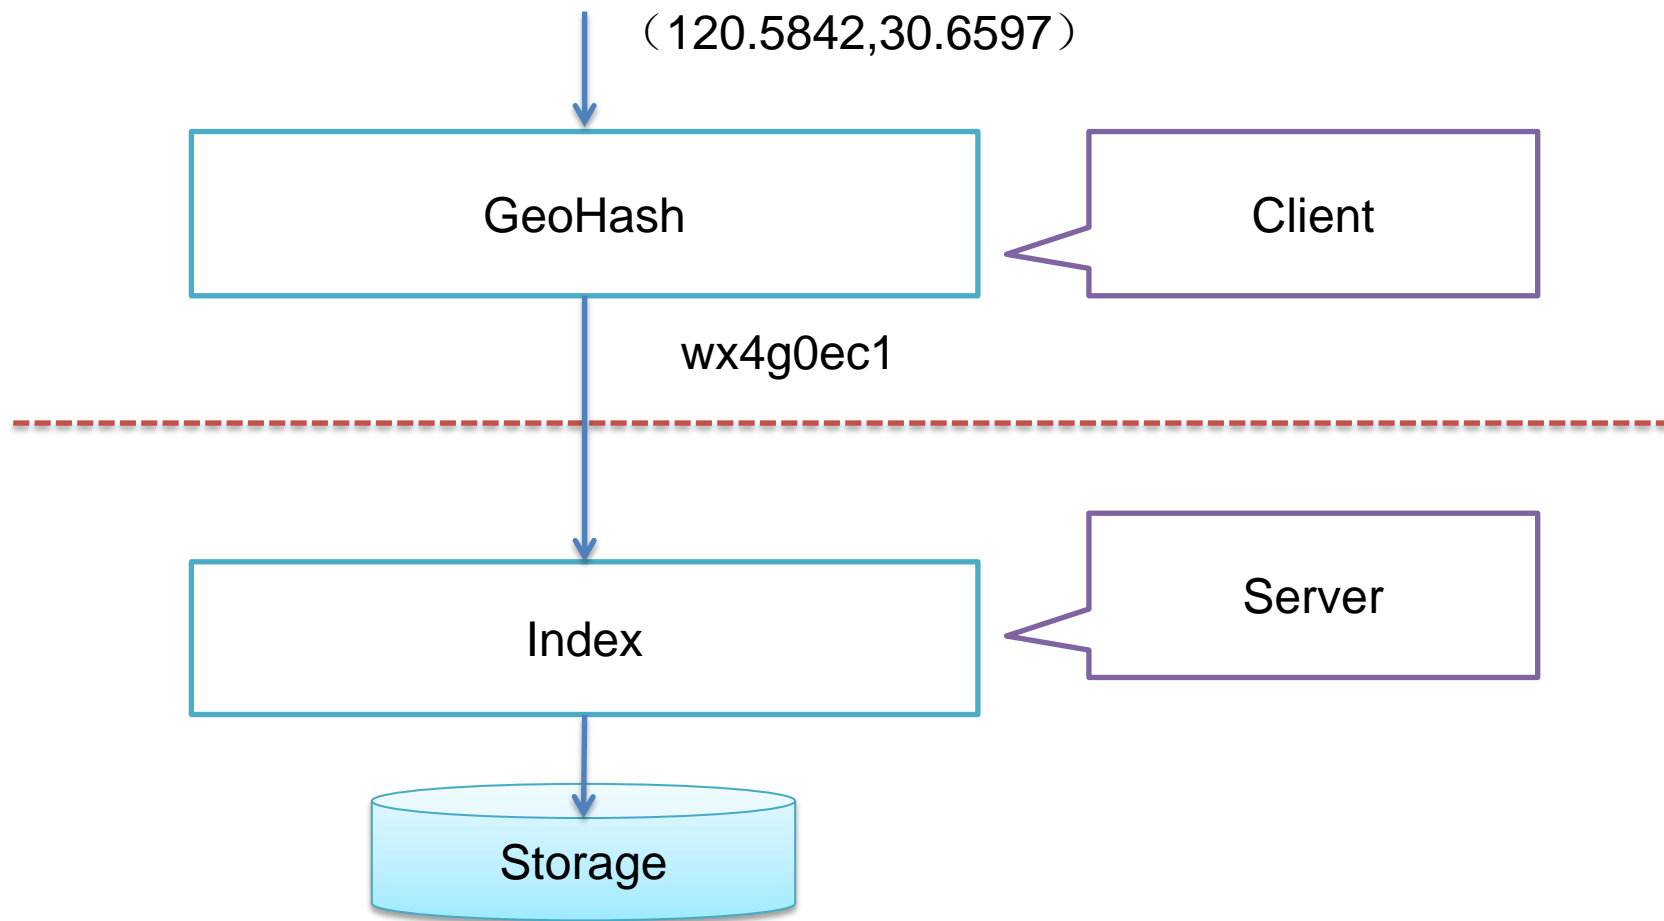 （120.5842,30.6597）
GeoHash
Client
wx4g0ec1
Server
Index
Storage